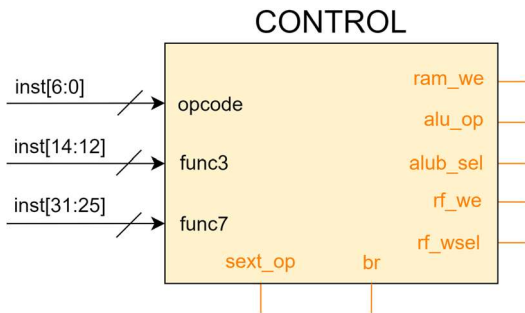 CONTROL
inst[6:0]
opcode
inst[14:12]
func3
inst[31:25]
func7
ram_we
alu_op
alub_sel
rf_we
rf_wsel
sext_op
br